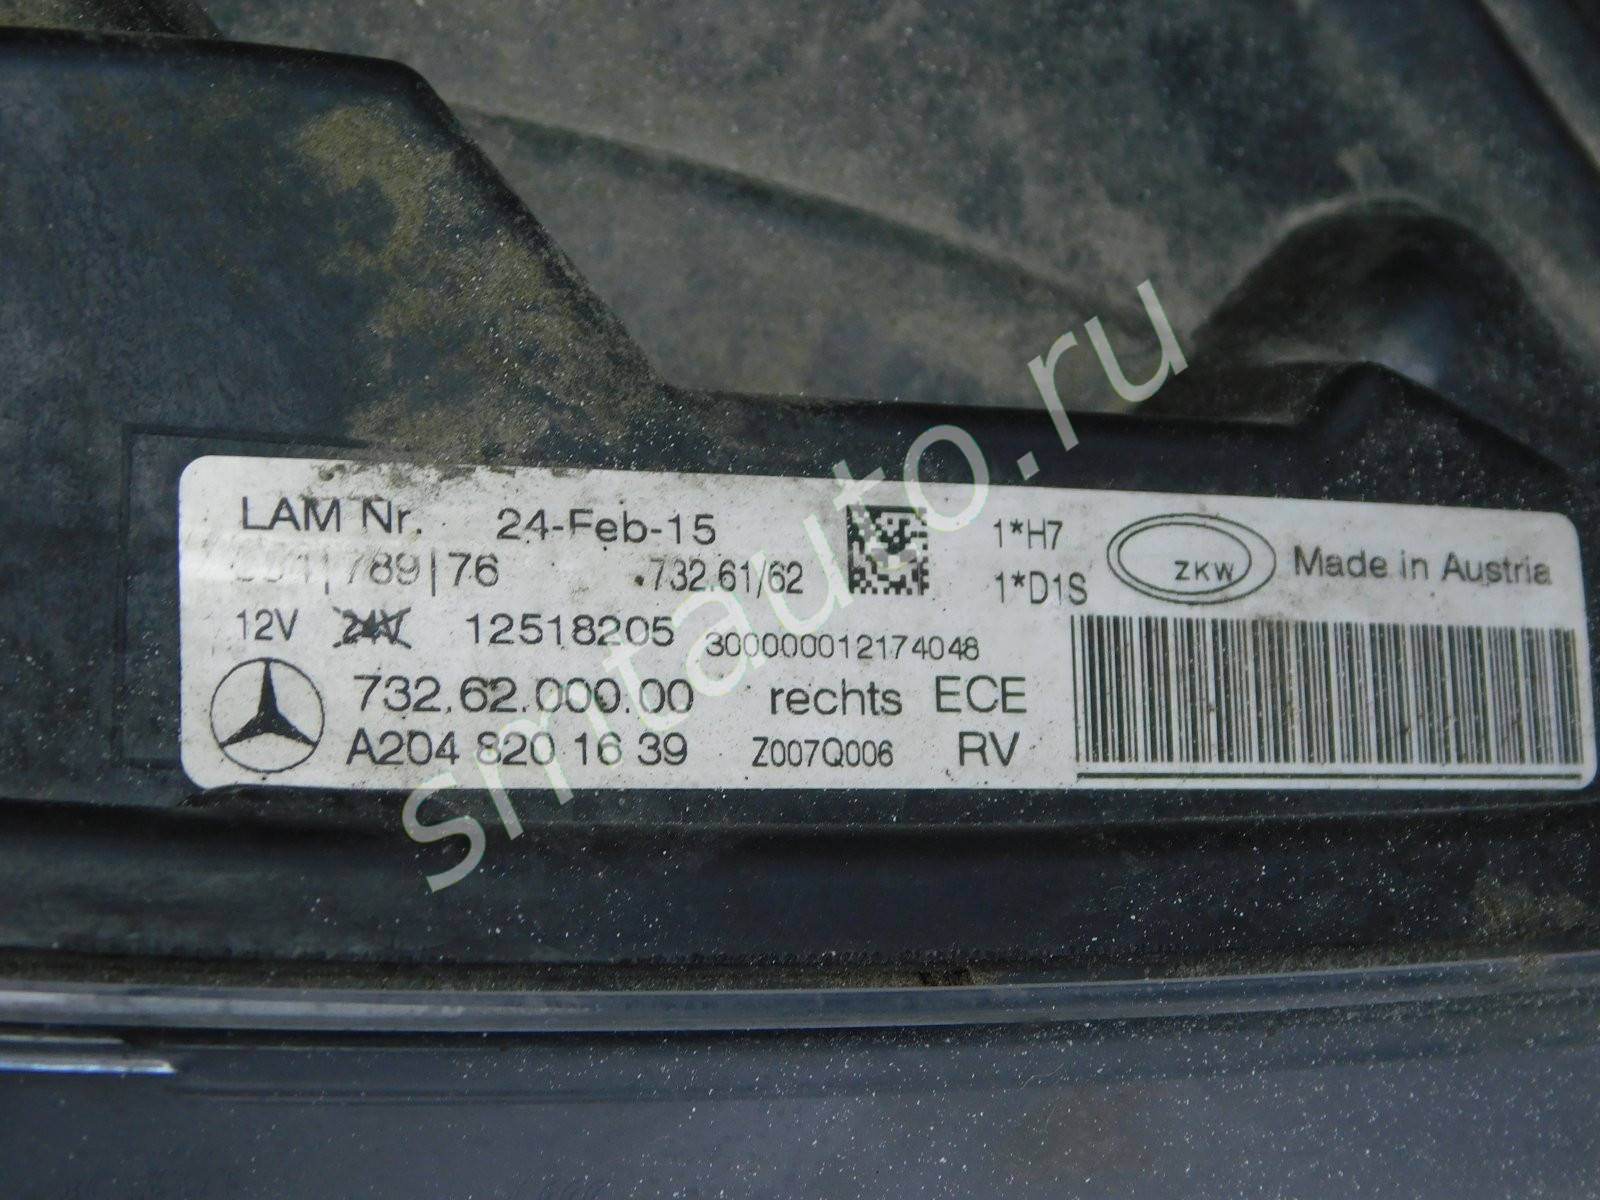 LAM Nr. 24-Feb-15 1*H7 ZKW Made in Austria
|789|76 732.61/62 1*D1S
12V 24V 12518205 300000012174048
732.62.000.00 rechts ECE
A204 820 16 39 Z007Q006 RV
smtauto.ru